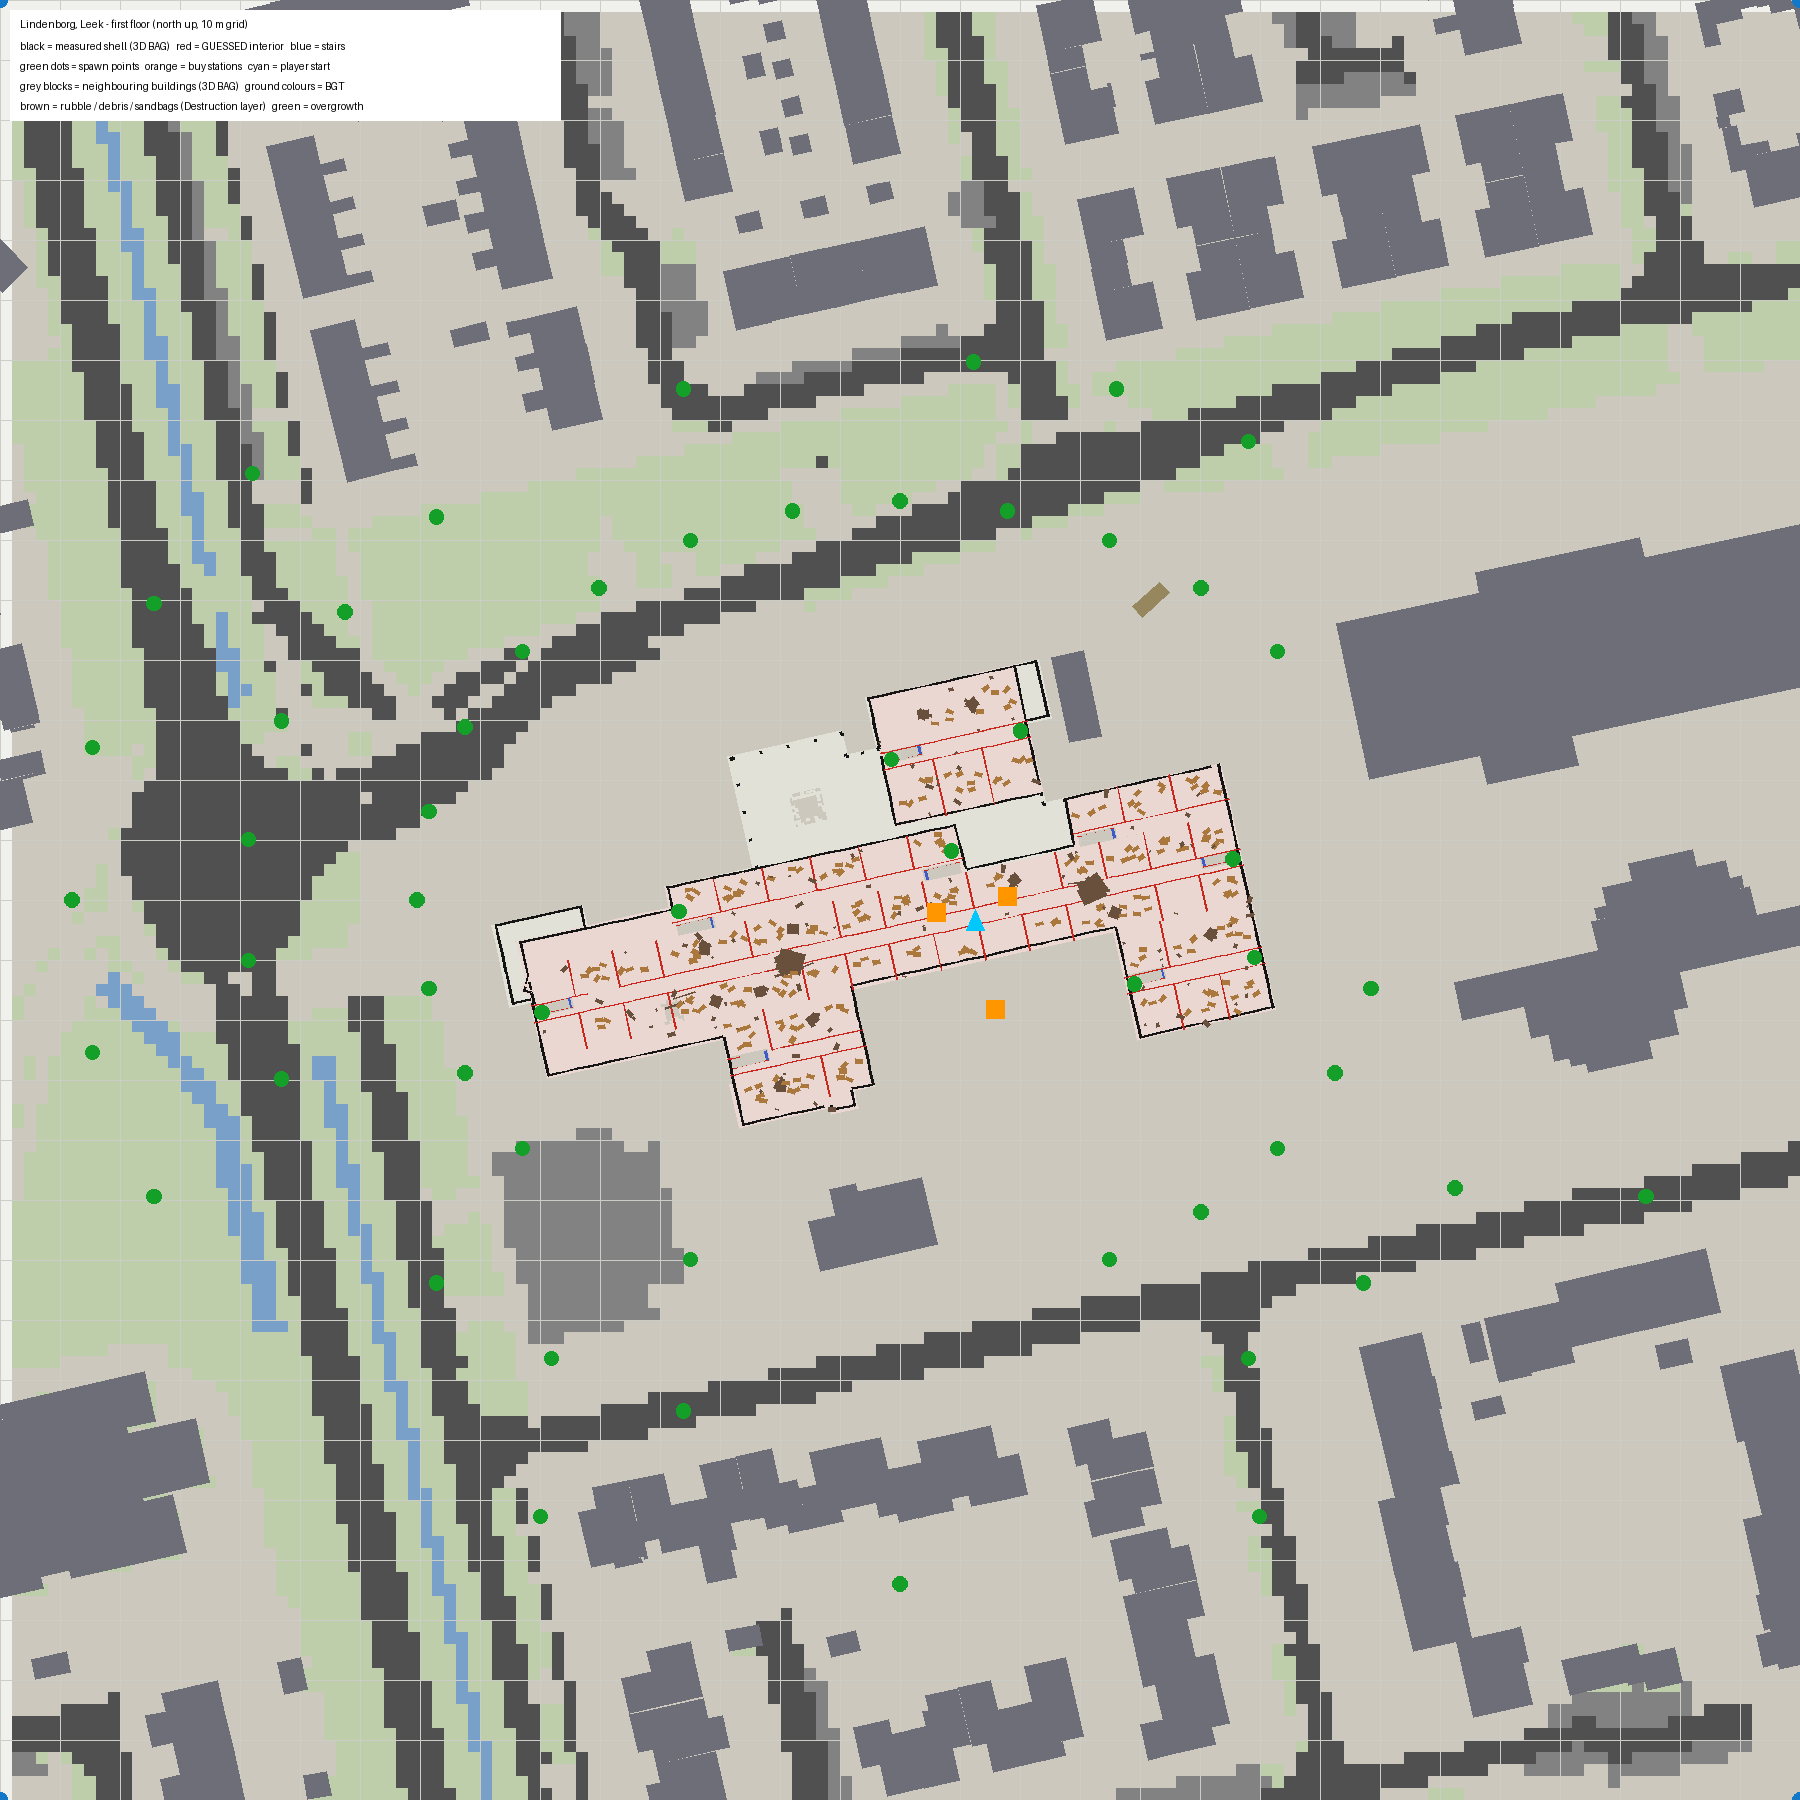 Lindenborg, Leek - first floor (north up, 10 m grid)
black = measured shell (3D BAG)   red = GUESSED interior   blue = stairs
green dots = spawn points   orange = buy stations   cyan = player start
grey blocks = neighbouring buildings (3D BAG)   ground colours = BGT
brown = rubble / debris / sandbags (Destruction layer)   green = overgrowth